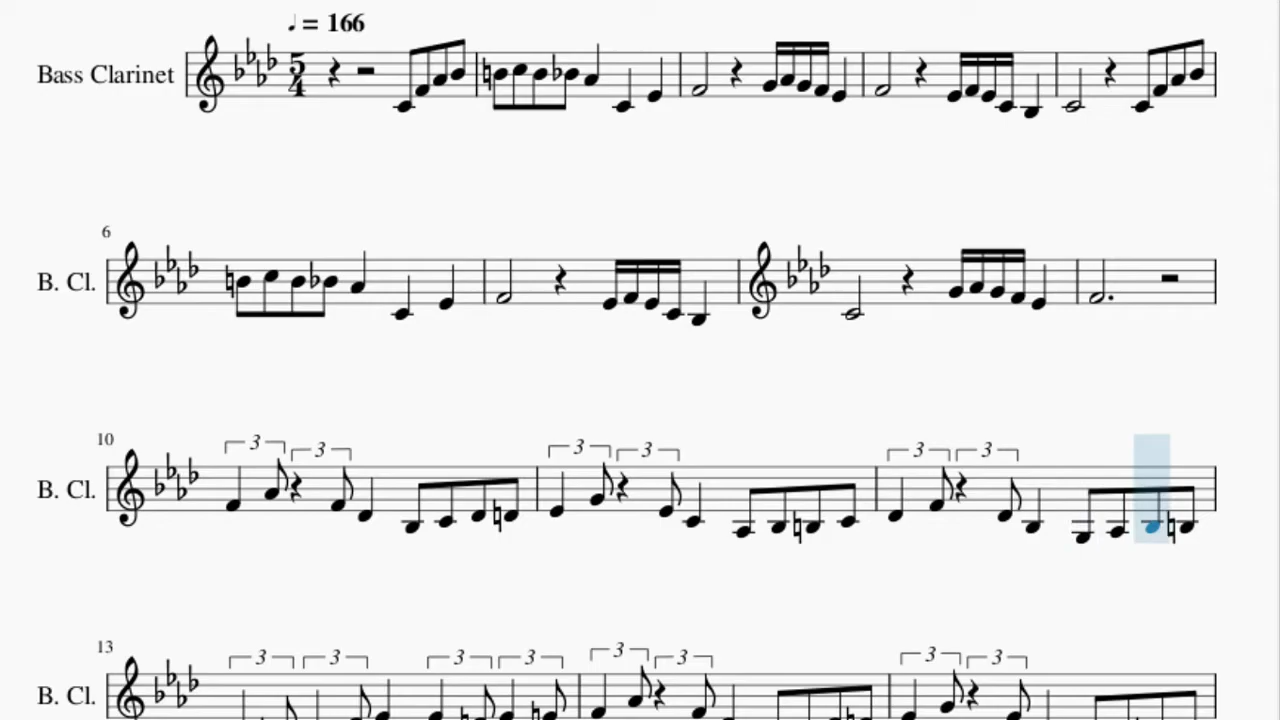 ♩ = 166
Bass Clarinet
5
4
6
B. Cl.
10
3 3 3 3 3 3
B. Cl.
13
3 3 3 3 3 3 3 3
B. Cl.